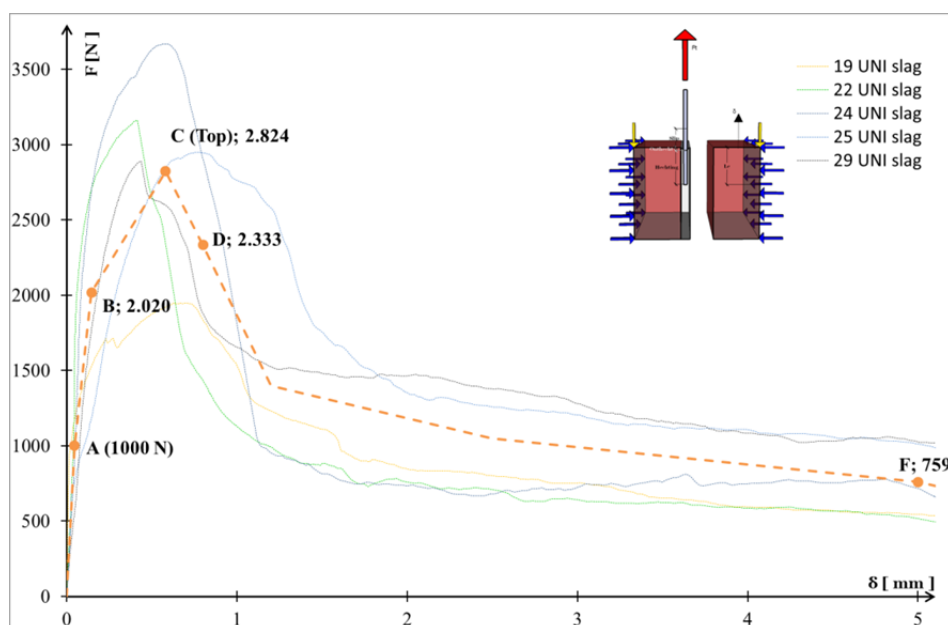 F [N]
3500
3000
2500
2000
1500
1000
500
0
0
1
2
3
4
5
δ [ mm ]
C (Top); 2.824
D; 2.333
B; 2.020
A (1000 N)
F; 759
19 UNI slag
22 UNI slag
24 UNI slag
25 UNI slag
29 UNI slag